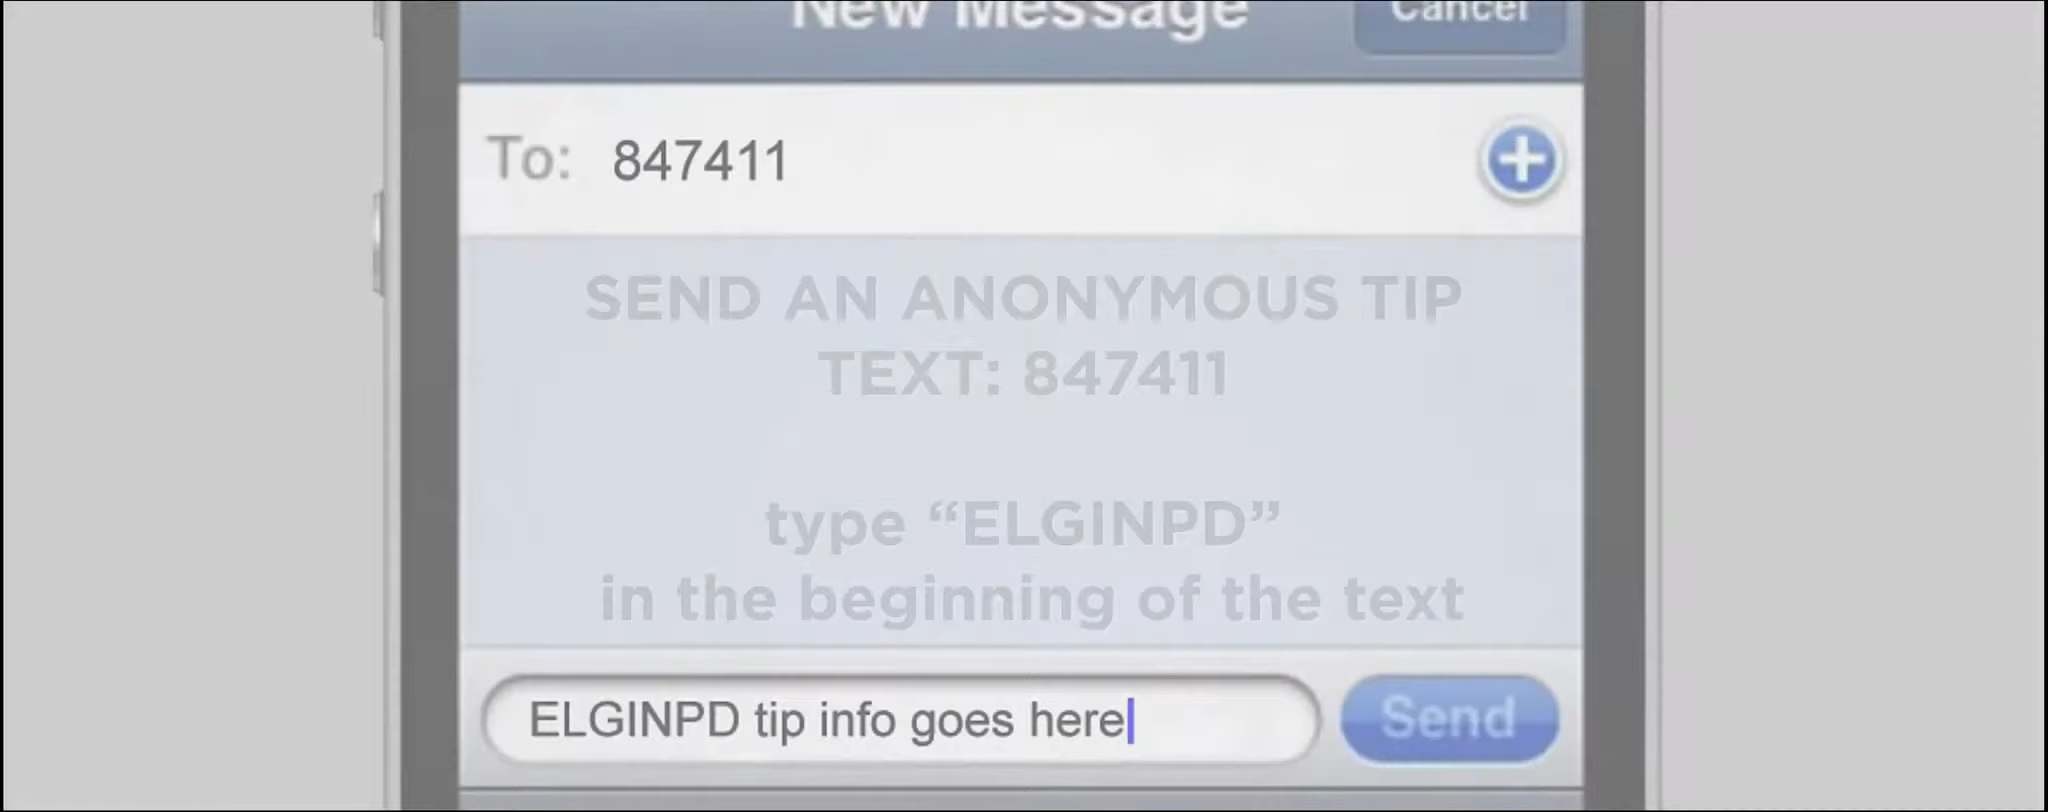 New Message
Cancel
To: 847411
SEND AN ANONYMOUS TIP
TEXT: 847411
type “ELGINPD”
in the beginning of the text
ELGINPD tip info goes here
Send